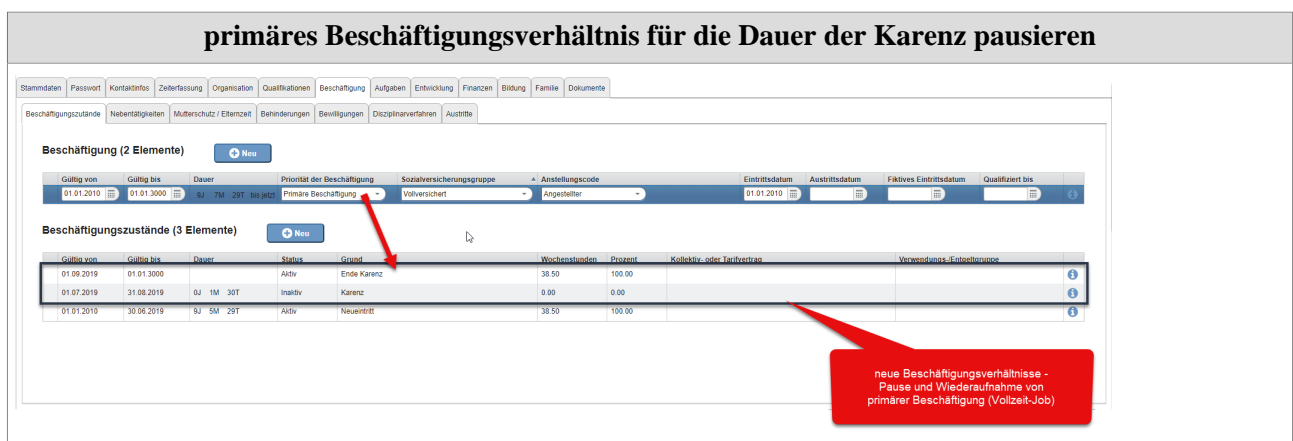 primäres Beschäftigungsverhältnis für die Dauer der Karenz pausieren
Stammdaten Passwort Kontaktinfos Zeiterfassung Organisation Qualifikationen Beschäftigung Aufgaben Entwicklung Finanzen Bildung Familie Dokumente
Beschäftigungszustände Nebentätigkeiten Mutterschutz / Elternzeit Behinderungen Bewilligungen Disziplinarverfahren Austritte
Beschäftigung (2 Elemente) Neu
Gültig von Gültig bis Dauer Priorität der Beschäftigung Sozialversicherungsgruppe Anstellungscode Eintrittsdatum Austrittsdatum Fiktives Eintrittsdatum Qualifiziert bis
01.01.2010 01.01.3000 9J 7M 29T bis jetzt Primäre Beschäftigung Vollversichert Angestellter 01.01.2010
Beschäftigungszustände (3 Elemente) Neu
Gültig von Gültig bis Dauer Status Grund Wochenstunden Prozent Kollektiv- oder Tarifvertrag Verwendungs-/Entgeltgruppe
01.09.2019 01.01.3000 Aktiv Ende Karenz 38.50 100.00
01.07.2019 31.08.2019 0J 1M 30T Inaktiv Karenz 0.00 0.00
01.01.2010 30.06.2019 9J 5M 29T Aktiv Neueintritt 38.50 100.00
neue Beschäftigungsverhältnisse -
Pause und Wiederaufnahme von
primärer Beschäftigung (Vollzeit-Job)